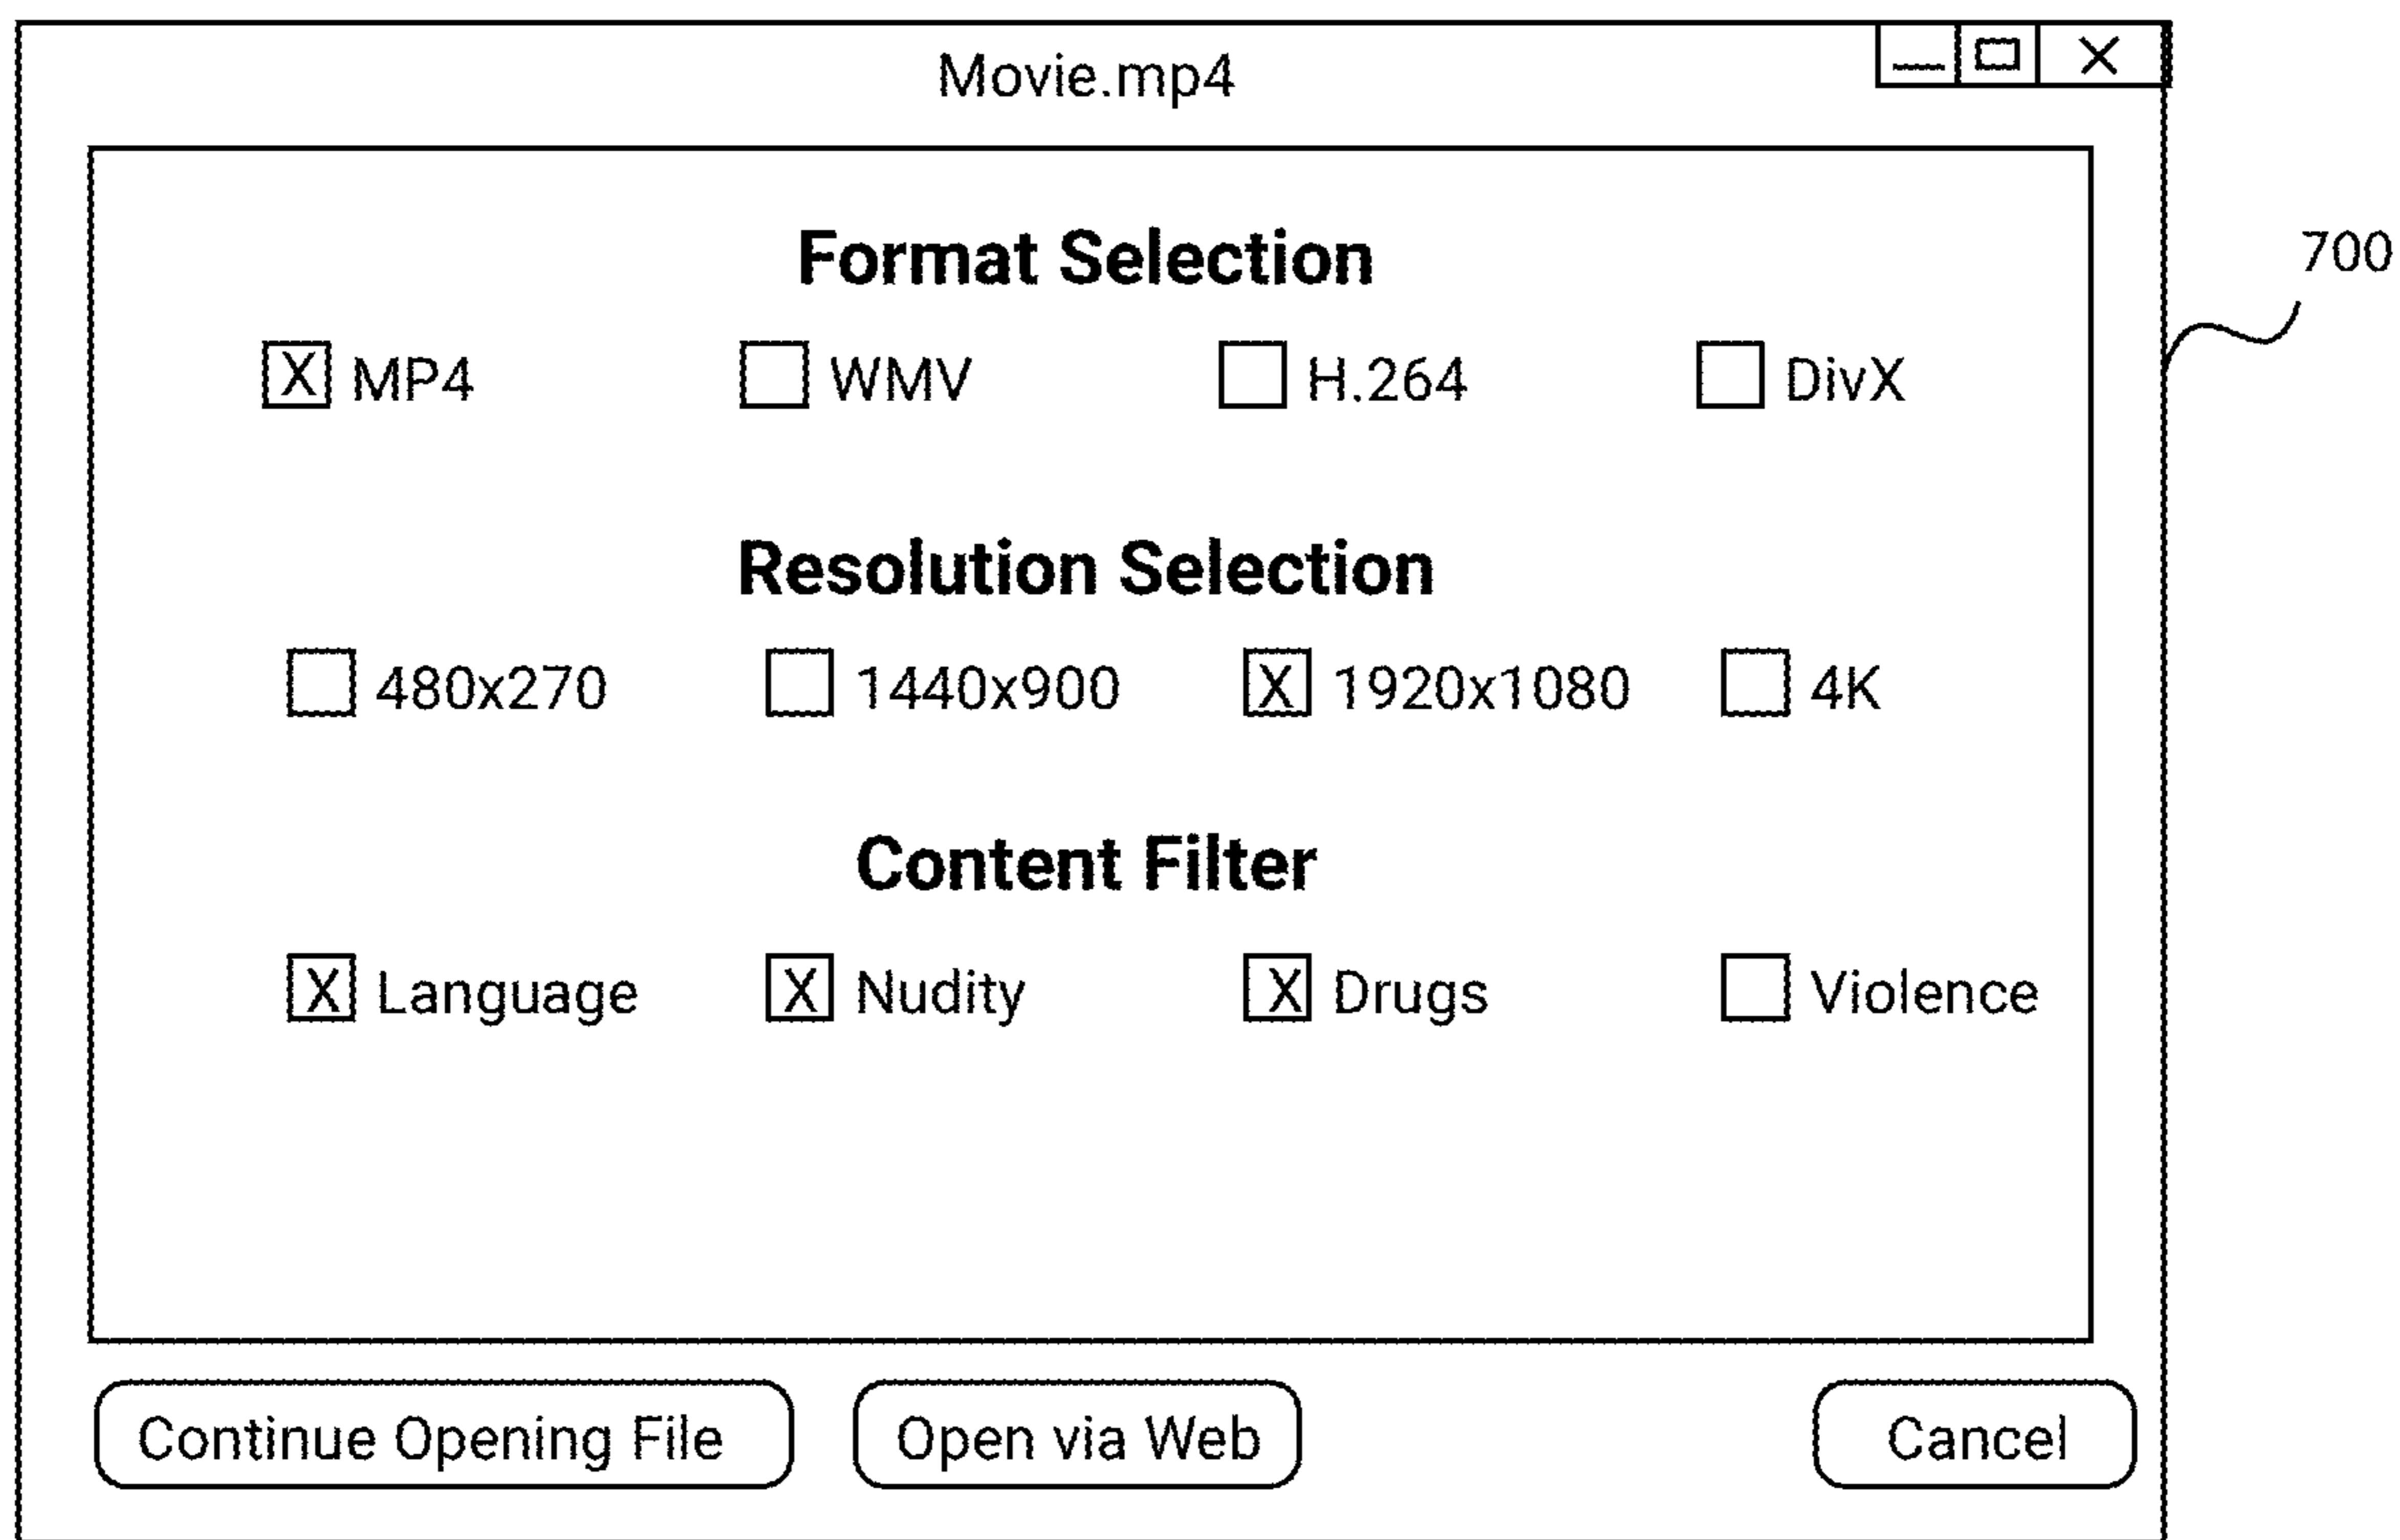 Movie.mp4
Format Selection
700
X MP4 WMV H.264 DivX
Resolution Selection
480x270 1440x900 X 1920x1080 4K
Content Filter
X Language X Nudity X Drugs Violence
Continue Opening File Open via Web Cancel